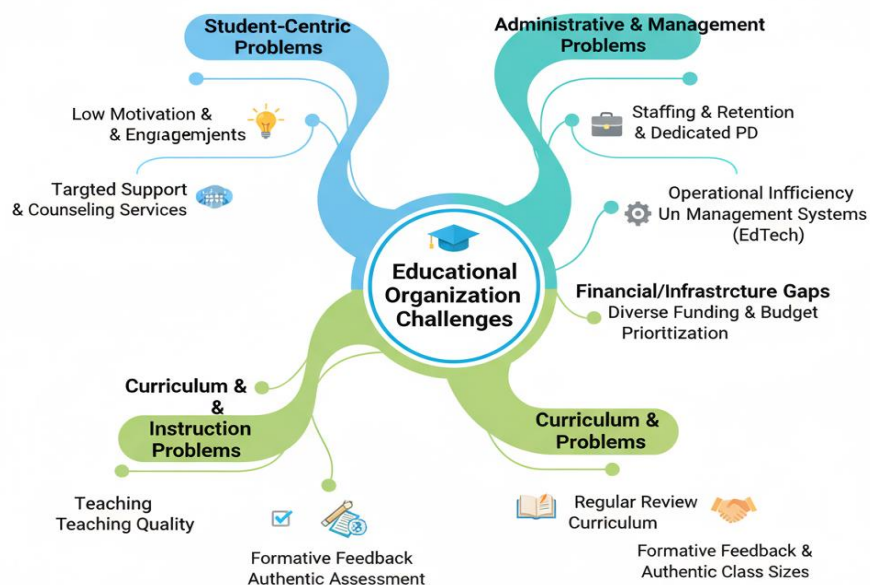 Student-Centric
Problems
Low Motivation &
& Engıagemjents
Targted Support
& Counseling Services
Administrative & Management
Problems
Staffing & Retention
& Dedicated PD
Operational Infficiency
Un Management Systems
(EdTech)
Educational
Organization
Challenges
Financial/Infrastrcture Gaps
Diverse Funding & Budget
Prioritization
Curriculum &
&
Instruction
Problems
Teaching
Teaching Quality
Formative Feedback
Authentic Assessment
Curriculum &
Problems
Regular Review
Curriculum
Formative Feedback &
Authentic Class Sizes